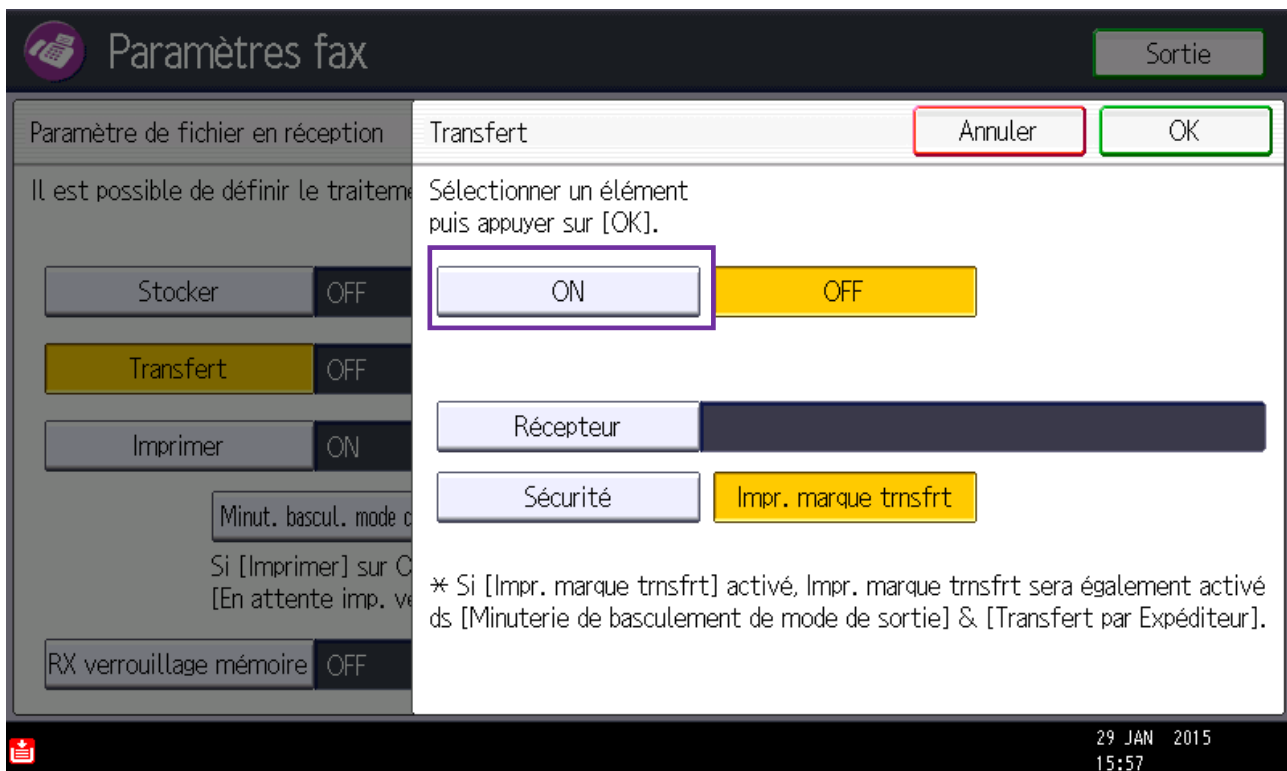 Paramètres fax
Sortie
Paramètre de fichier en réception
Il est possible de définir le traiteme
Stocker OFF
Transfert OFF
Imprimer ON
Minut. bascul. mode
Si [Imprimer] sur
[En attente imp.
RX verrouillage mémoire OFF
Transfert
Annuler
OK
Sélectionner un élément
puis appuyer sur [OK].
ON OFF
Récepteur
Sécurité Impr. marque trnsfrt
* Si [Impr. marque trnsfrt] activé, Impr. marque trnsfrt sera également activé
ds [Minuterie de basculement de mode de sortie] & [Transfert par Expéditeur].
29 JAN 2015
15:57